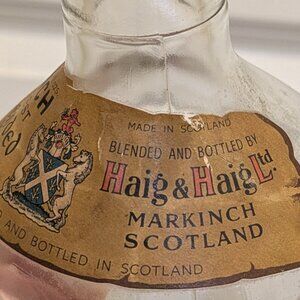 MADE IN SCOTLAND
BLENDED AND BOTTLED BY
Haig & Haig Ltd
MARKINCH
SCOTLAND
AND BOTTLED IN SCOTLAND